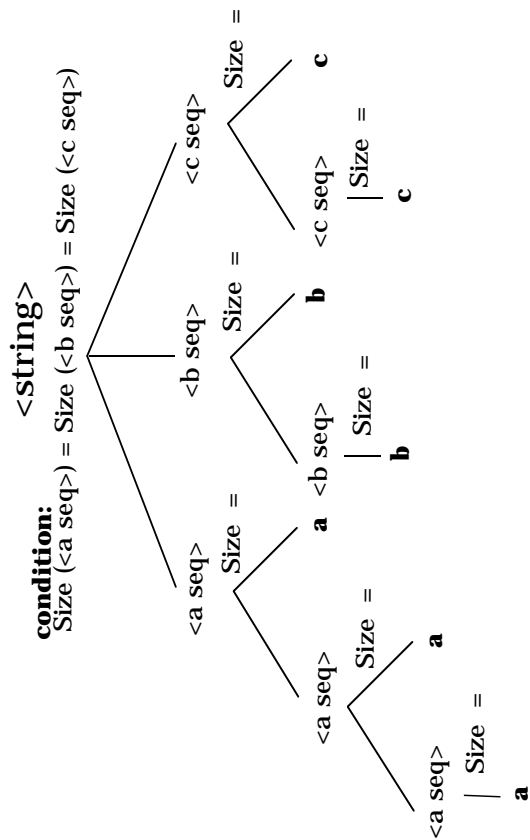 <string>
condition:
Size (<a seq>) = Size (<b seq>) = Size (<c seq>)
<a seq> <b seq> <c seq>
Size = Size = Size =
<a seq> a <b seq> b <c seq> c
Size = Size = Size =
<a seq> a b c
Size =
a